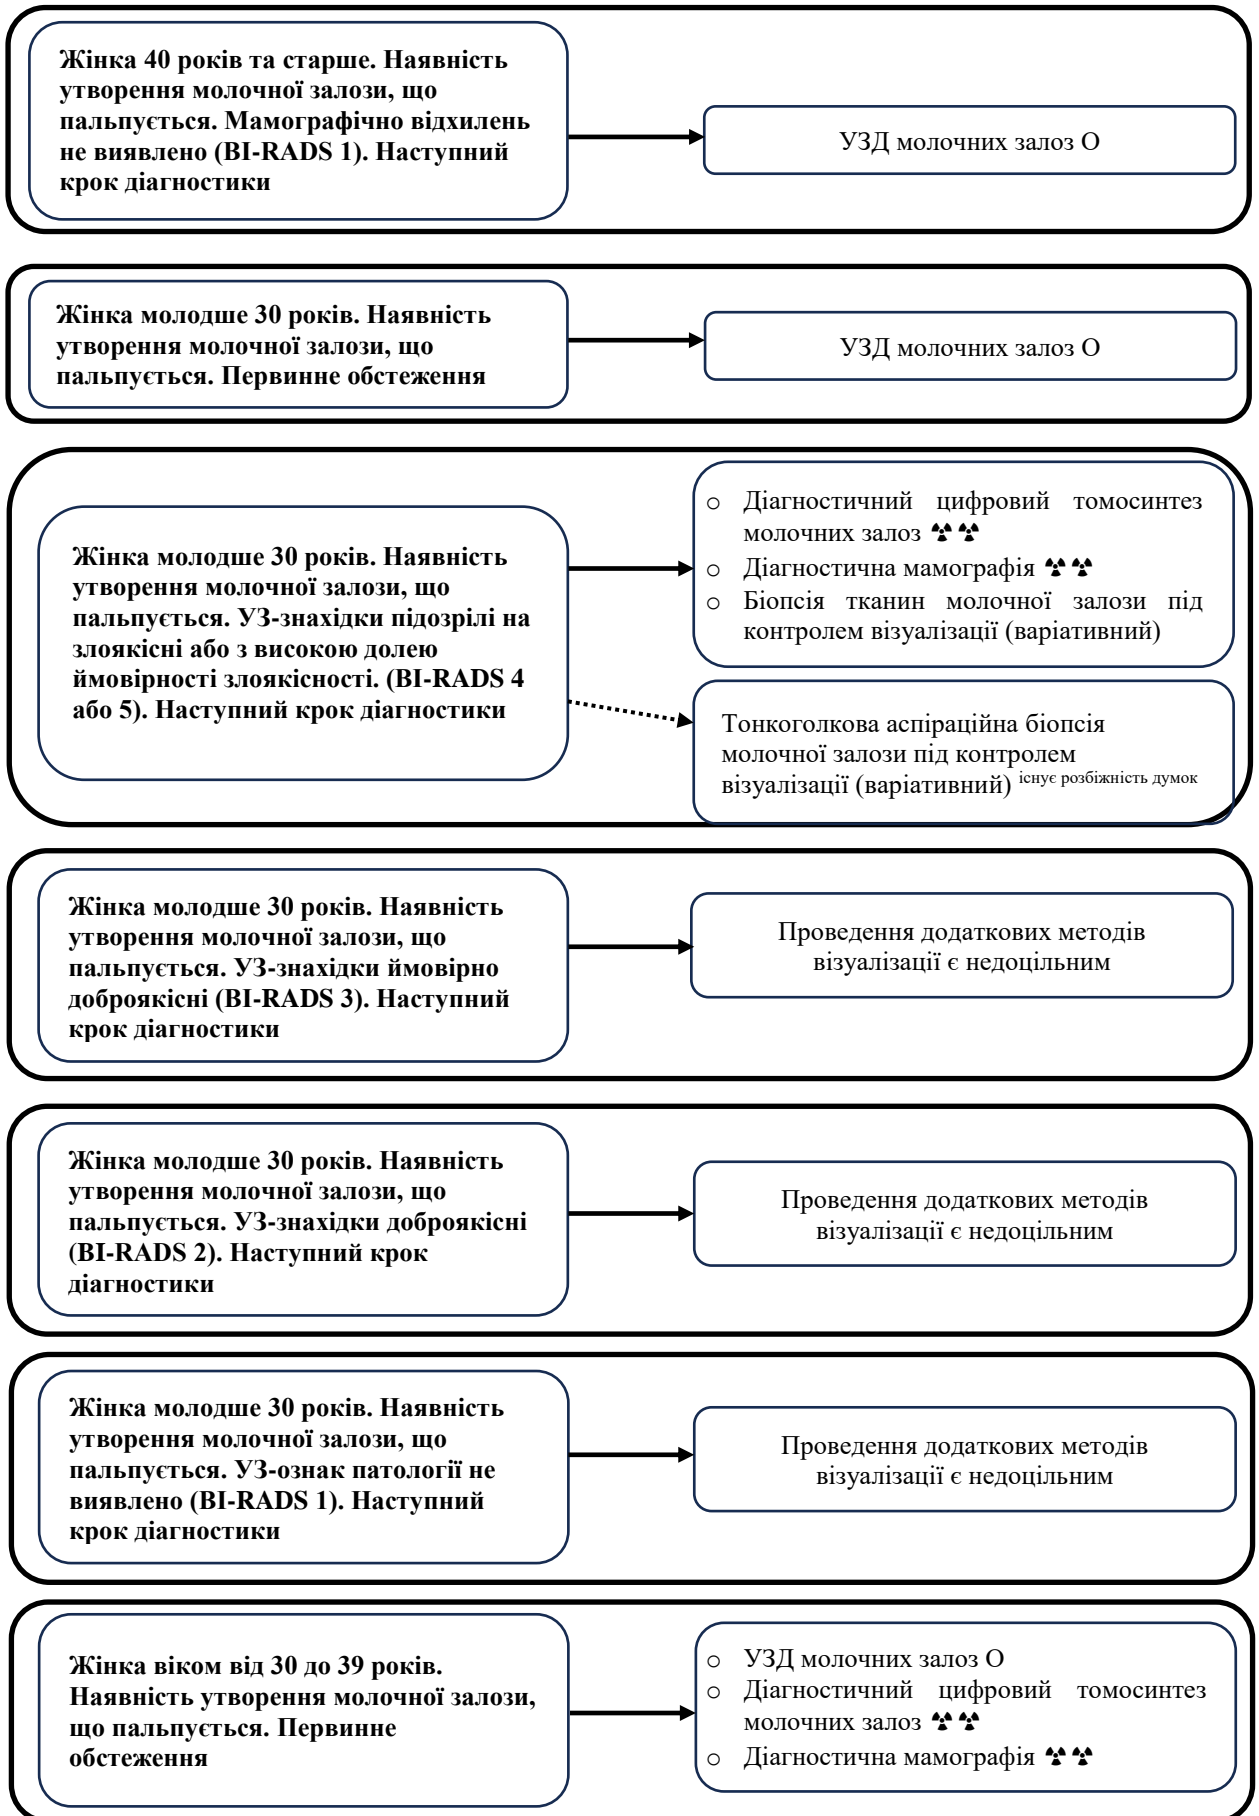 Жінка 40 років та старше. Наявність
утворення молочної залози, що
пальпується. Мамографічно відхилень
не виявлено (BI-RADS 1). Наступний
крок діагностики
УЗД молочних залоз О
Жінка молодше 30 років. Наявність
утворення молочної залози, що
пальпується. Первинне обстеження
УЗД молочних залоз О
Жінка молодше 30 років. Наявність
утворення молочної залози, що
пальпується. УЗ-знахідки підозрілі на
злоякісні або з високою долею
ймовірності злоякісності. (BI-RADS 4
або 5). Наступний крок діагностики
o Діагностичний цифровий томосинтез
молочних залоз ☢☢
o Діагностична мамографія ☢☢
o Біопсія тканин молочної залози під
контролем візуалізації (варіативний)
Тонкоголкова аспіраційна біопсія
молочної залози під контролем
візуалізації (варіативний) існує розбіжність думок
Жінка молодше 30 років. Наявність
утворення молочної залози, що
пальпується. УЗ-знахідки ймовірно
доброякісні (BI-RADS 3). Наступний
крок діагностики
Проведення додаткових методів
візуалізації є недоцільним
Жінка молодше 30 років. Наявність
утворення молочної залози, що
пальпується. УЗ-знахідки доброякісні
(BI-RADS 2). Наступний крок
діагностики
Проведення додаткових методів
візуалізації є недоцільним
Жінка молодше 30 років. Наявність
утворення молочної залози, що
пальпується. УЗ-ознак патології не
виявлено (BI-RADS 1). Наступний
крок діагностики
Проведення додаткових методів
візуалізації є недоцільним
Жінка віком від 30 до 39 років.
Наявність утворення молочної залози,
що пальпується. Первинне
обстеження
o УЗД молочних залоз О
o Діагностичний цифровий томосинтез
молочних залоз ☢☢
o Діагностична мамографія ☢☢